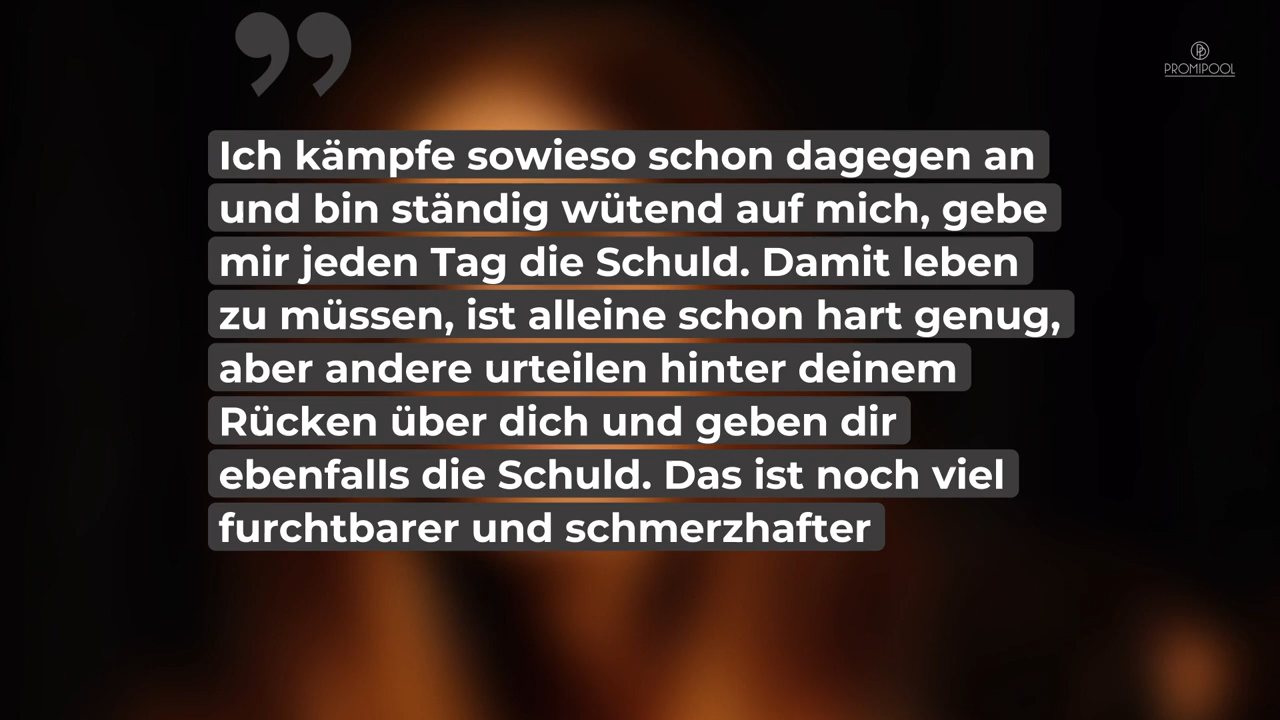 PROMIPOOL
Ich kämpfe sowieso schon dagegen an
und bin ständig wütend auf mich, gebe
mir jeden Tag die Schuld. Damit leben
zu müssen, ist alleine schon hart genug,
aber andere urteilen hinter deinem
Rücken über dich und geben dir
ebenfalls die Schuld. Das ist noch viel
furchtbarer und schmerzhafter